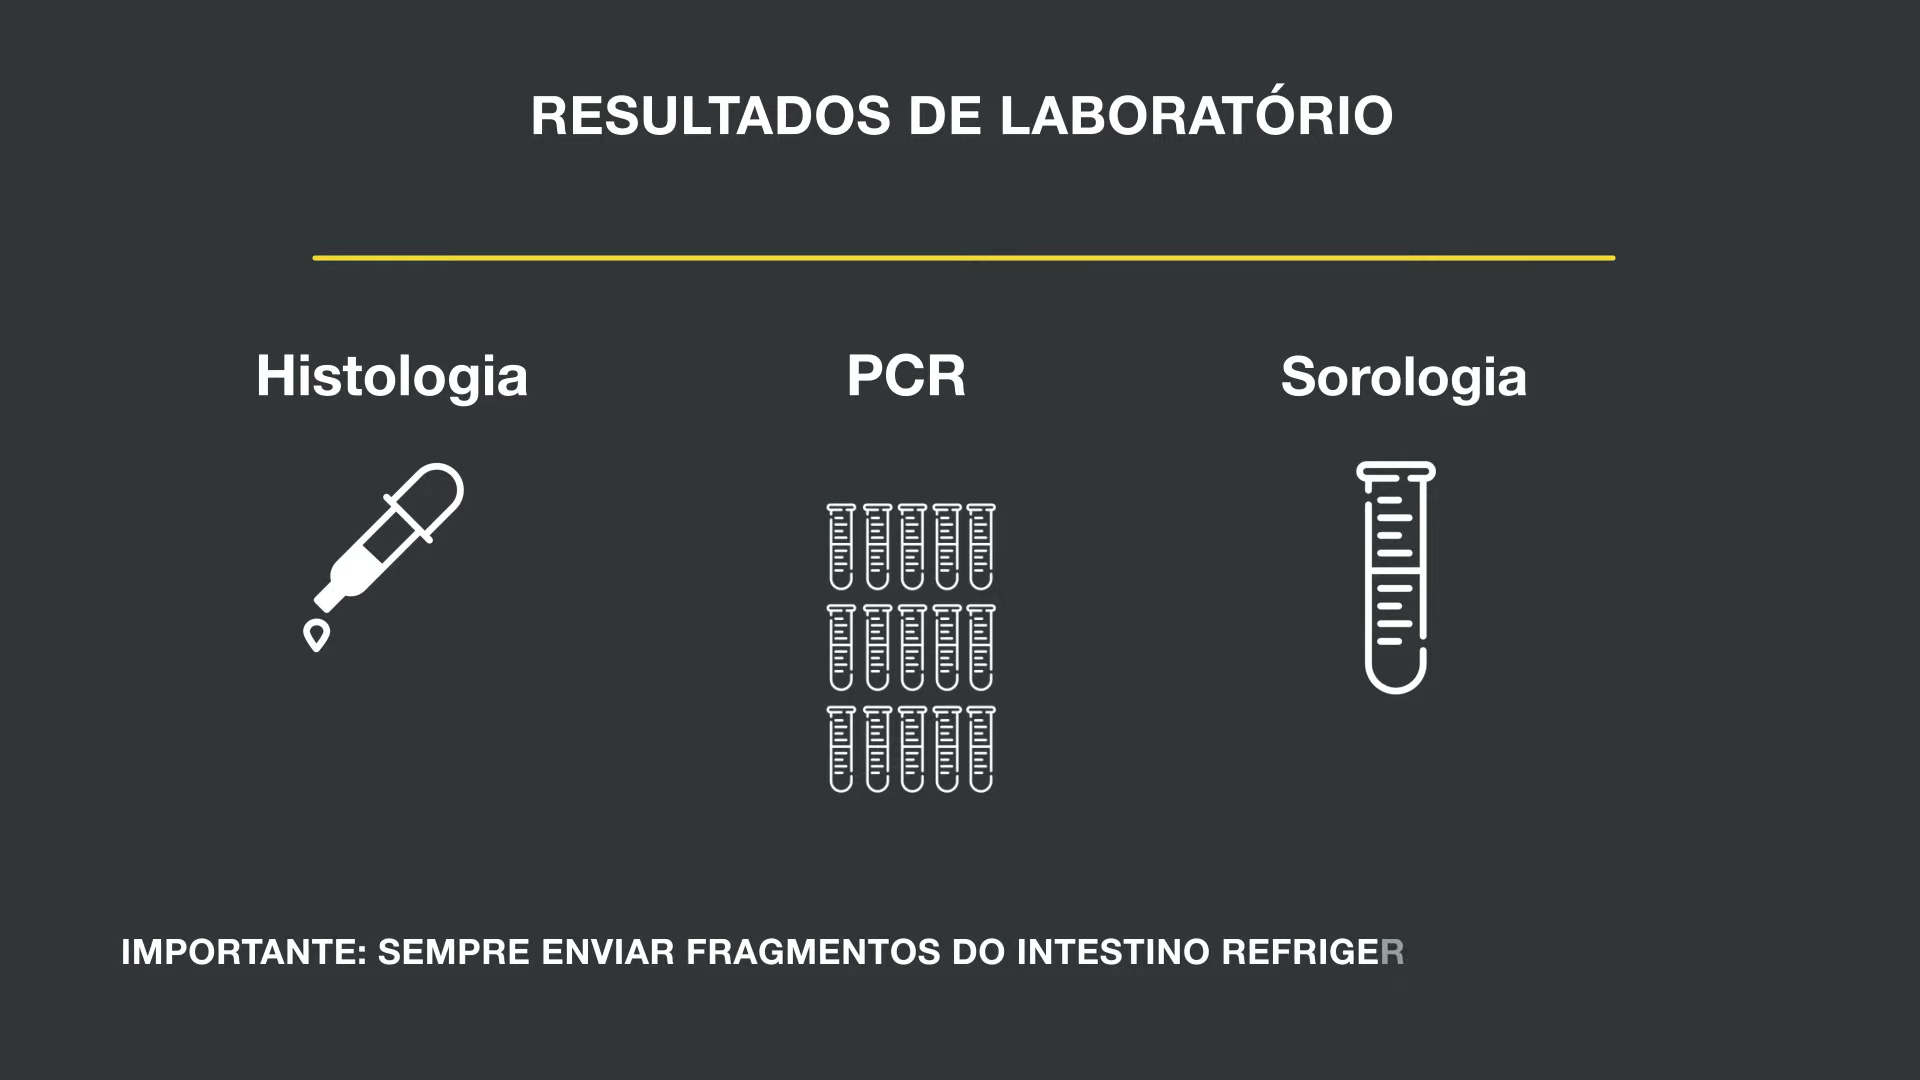 RESULTADOS DE LABORATÓRIO
Histologia
PCR
Sorologia
IMPORTANTE: SEMPRE ENVIAR FRAGMENTOS DO INTESTINO REFRIGER